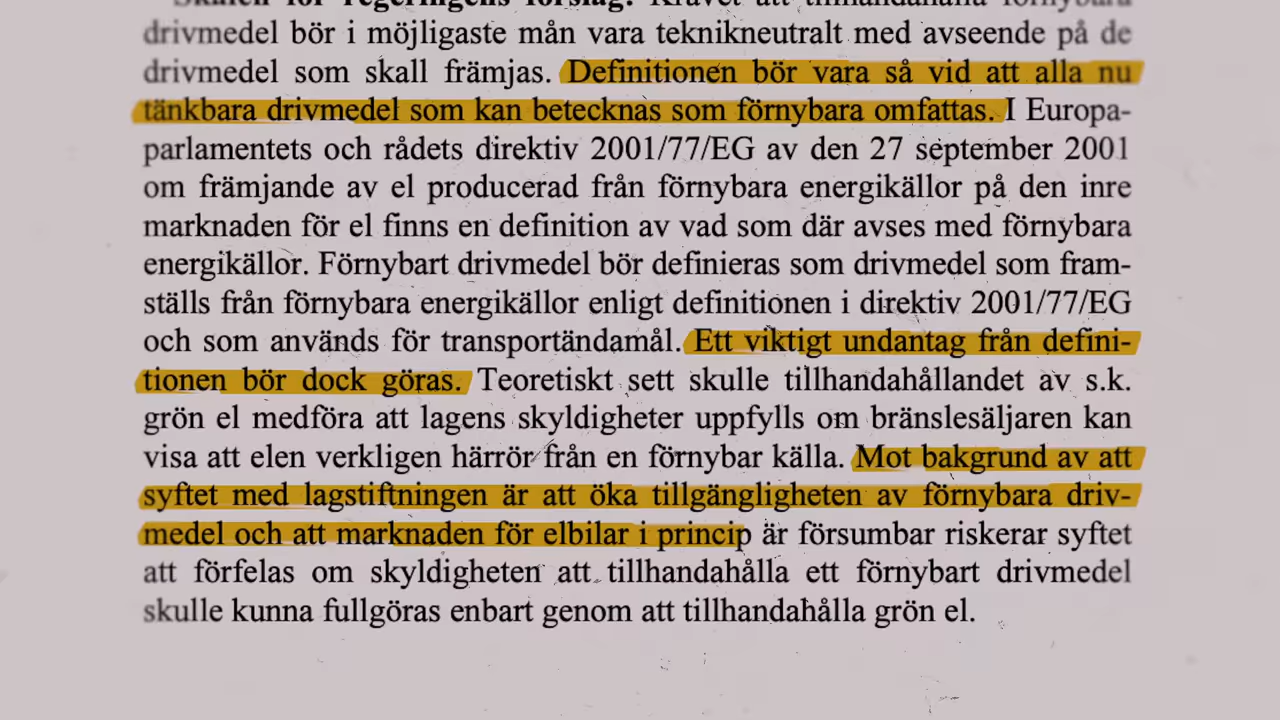 Skälen för regeringens förslag: Kravet att tillhandahålla förnybara
drivmedel bör i möjligaste mån vara teknikneutralt med avseende på de
drivmedel som skall främjas. Definitionen bör vara så vid att alla nu
tänkbara drivmedel som kan betecknas som förnybara omfattas. I Europa-
parlamentets och rådets direktiv 2001/77/EG av den 27 september 2001
om främjande av el producerad från förnybara energikällor på den inre
marknaden för el finns en definition av vad som där avses med förnybara
energikällor. Förnybart drivmedel bör definieras som drivmedel som fram-
ställs från förnybara energikällor enligt definitionen i direktiv 2001/77/EG
och som används för transportändamål. Ett viktigt undantag från defini-
tionen bör dock göras. Teoretiskt sett skulle tillhandahållandet av s.k.
grön el medföra att lagens skyldigheter uppfylls om bränslesäljaren kan
visa att elen verkligen härrör från en förnybar källa. Mot bakgrund av att
syftet med lagstiftningen är att öka tillgängligheten av förnybara driv-
medel och att marknaden för elbilar i princip är försumbar riskerar syftet
att förfelas om skyldigheten att tillhandahålla ett förnybart drivmedel
skulle kunna fullgöras enbart genom att tillhandahålla grön el.